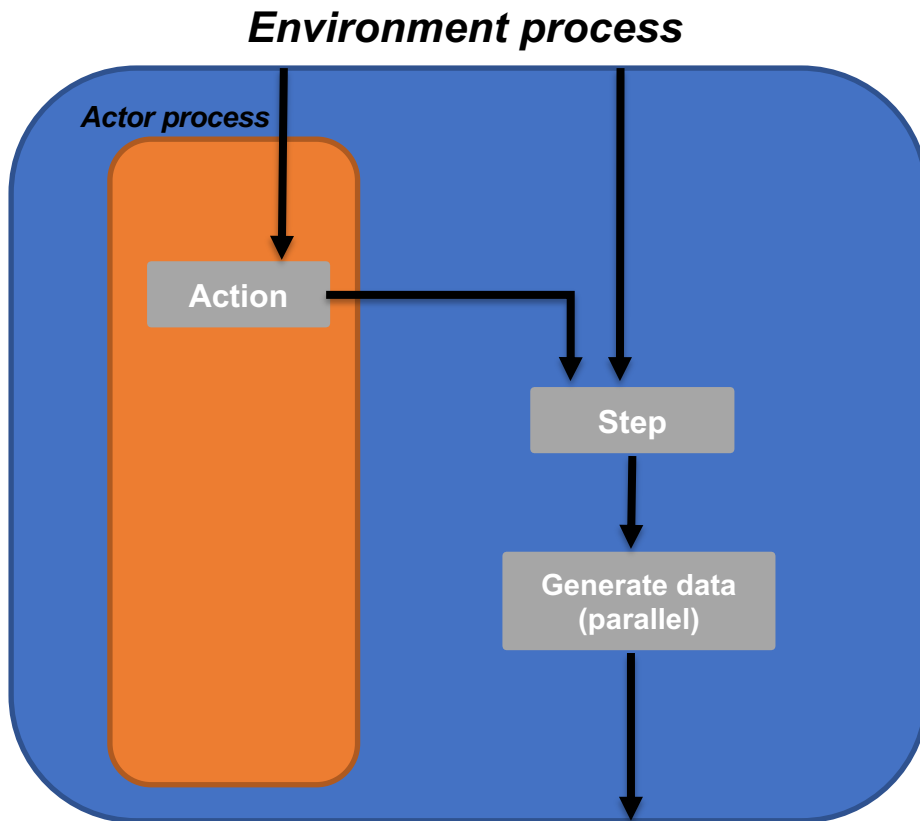 Environment process
Actor process
Action
Step
Generate data
(parallel)